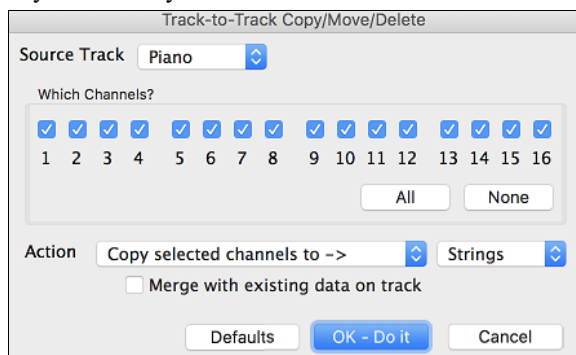 Track-to-Track Copy/Move/Delete
Source Track Piano
Which Channels?
1 2 3 4 5 6 7 8 9 10 11 12 13 14 15 16
All None
Action Copy selected channels to -> Strings
Merge with existing data on track
Defaults OK - Do it Cancel